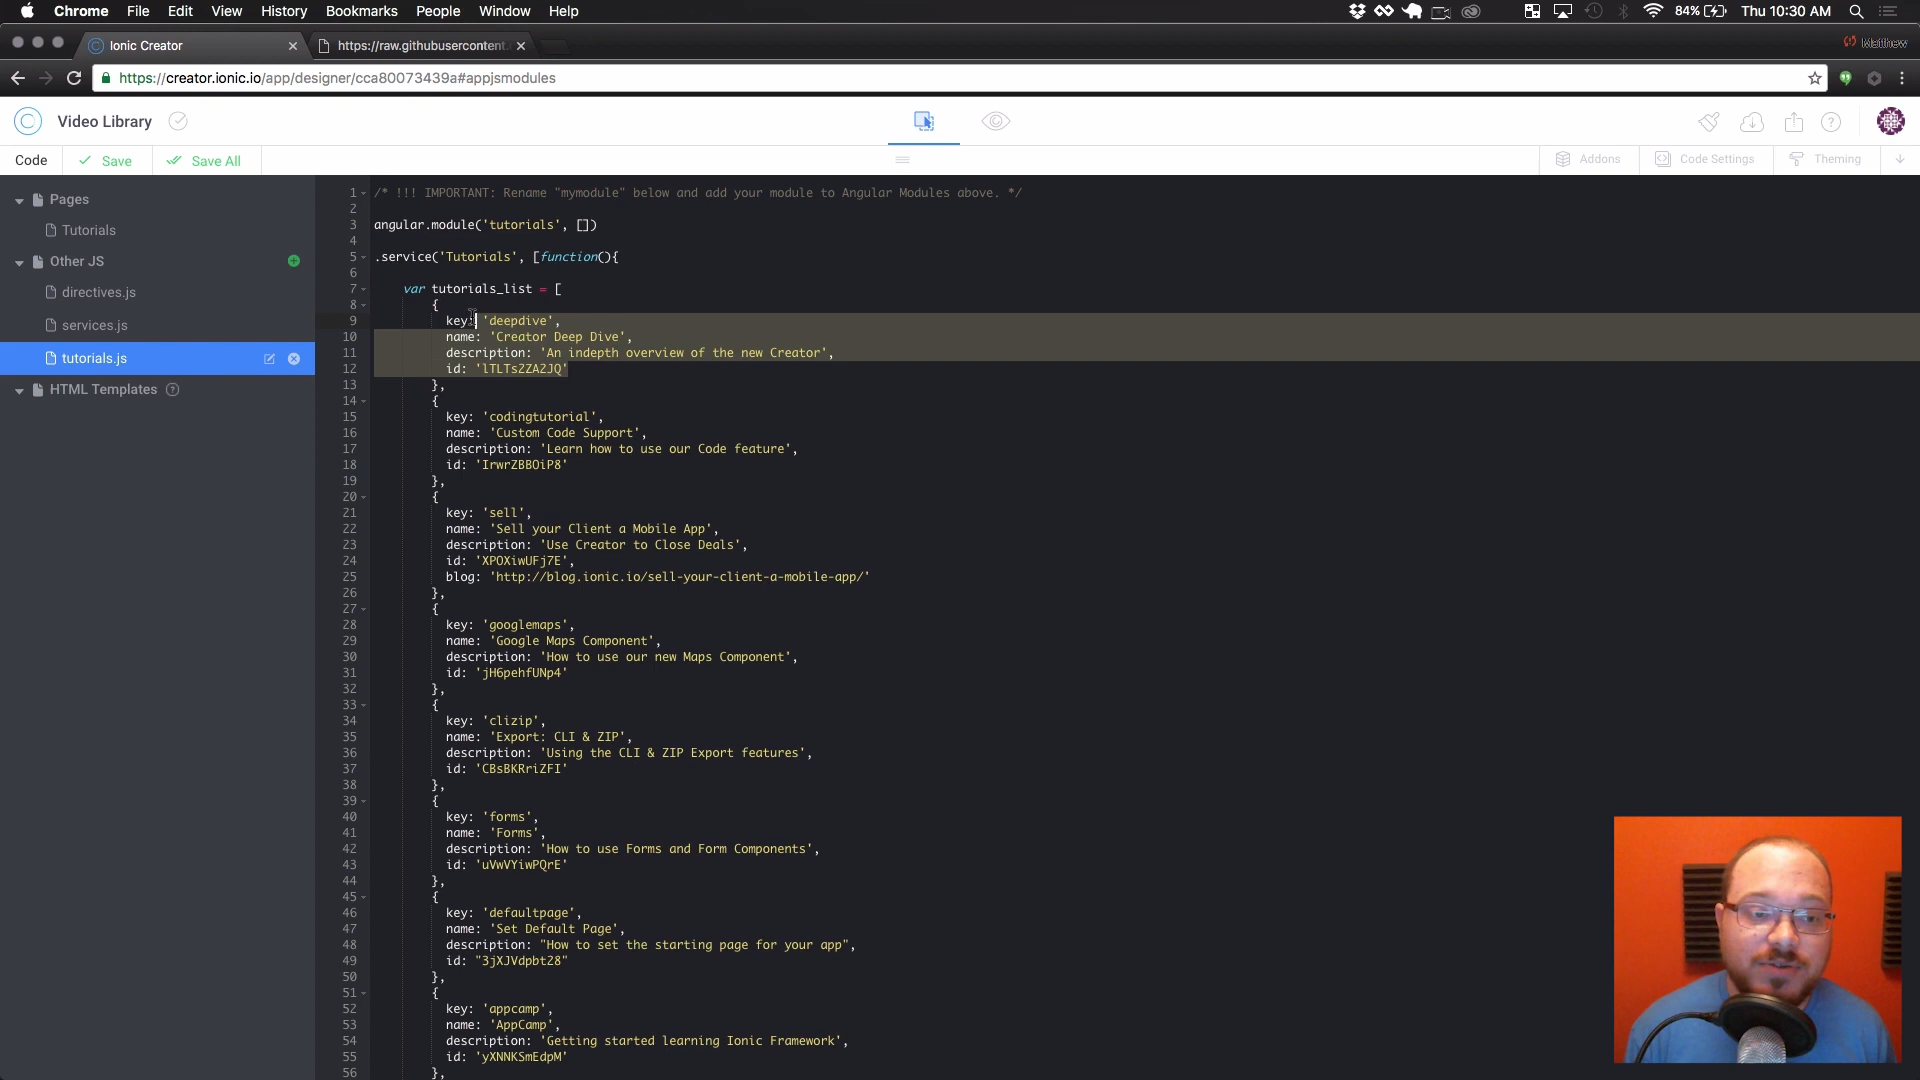 Chrome File Edit View History Bookmarks People Window Help
84% Thu 10:30 AM
Ionic Creator
https://raw.githubusercontent.
Matthew
https://creator.ionic.io/app/designer/cca80073439a#appjsmodules
Video Library
Code Save Save All
Addons Code Settings Theming
Pages
Tutorials
Other JS
directives.js
services.js
tutorials.js
HTML Templates
1 /* !!! IMPORTANT: Rename "mymodule" below and add your module to Angular Modules above. */
2
3 angular.module('tutorials', [])
4
5 .service('Tutorials', [function(){
6
7 var tutorials_list = [
8 {
9 key: 'deepdive',
10 name: 'Creator Deep Dive',
11 description: 'An indepth overview of the new Creator',
12 id: 'lTLTs2ZA2JQ'
13 },
14 {
15 key: 'codingtutorial',
16 name: 'Custom Code Support',
17 description: 'Learn how to use our Code feature',
18 id: 'IrwrZBBOiP8'
19 },
20 {
21 key: 'sell',
22 name: 'Sell your Client a Mobile App',
23 description: 'Use Creator to Close Deals',
24 id: 'XPOXiwUFj7E',
25 blog: 'http://blog.ionic.io/sell-your-client-a-mobile-app/'
26 },
27 {
28 key: 'googlemaps',
29 name: 'Google Maps Component',
30 description: 'How to use our new Maps Component',
31 id: 'jH6pehfUNp4'
32 },
33 {
34 key: 'clizip',
35 name: 'Export: CLI & ZIP',
36 description: 'Using the CLI & ZIP Export features',
37 id: 'CBsBKRriZFI'
38 },
39 {
40 key: 'forms',
41 name: 'Forms',
42 description: 'How to use Forms and Form Components',
43 id: 'uVwVYiwPQrE'
44 },
45 {
46 key: 'defaultpage',
47 name: 'Set Default Page',
48 description: "How to set the starting page for your app",
49 id: "3jXJVdpbt28"
50 },
51 {
52 key: 'appcamp',
53 name: 'AppCamp',
54 description: 'Getting started learning Ionic Framework',
55 id: 'yXNNKSmEdpM'
56 },